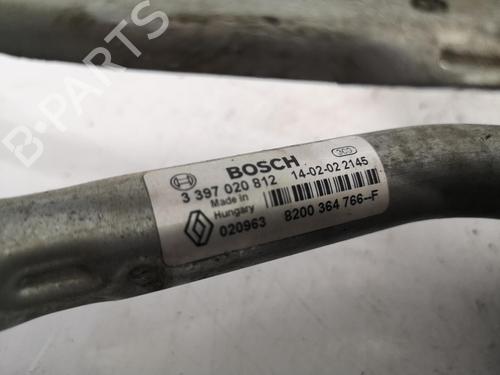 BOSCH
3 397 020 812 14-02-02 2145
Made in
Hungary
020963 8200 364 766--F
B-PARTS